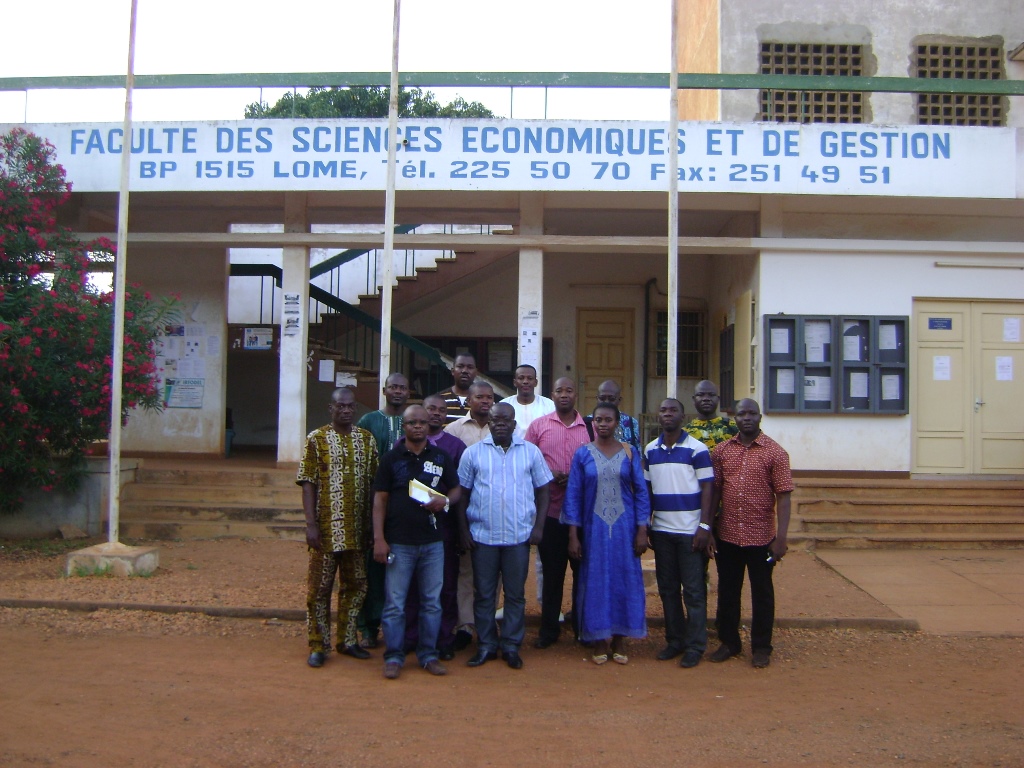 FACULTE DES SCIENCES ECONOMIQUES ET DE GESTION
BP 1515 LOME, Tél. 225 50 70 Fax: 251 49 51